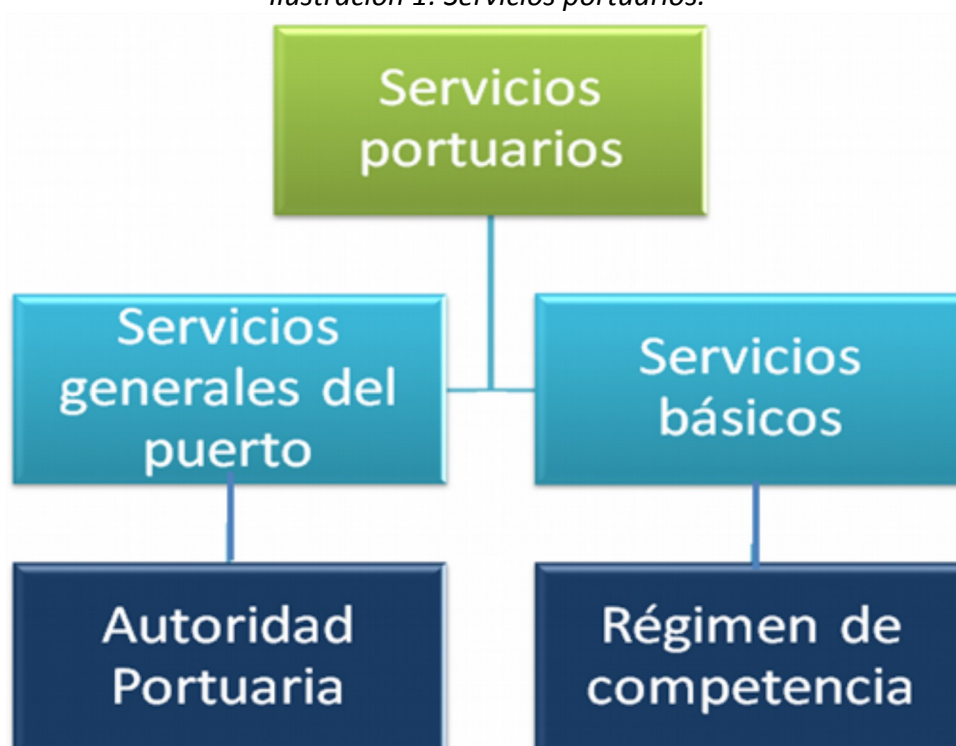 Ilustración 1: Servicios portuarios.
Servicios
portuarios
Servicios
generales del
puerto
Servicios
básicos
Autoridad
Portuaria
Régimen de
competencia